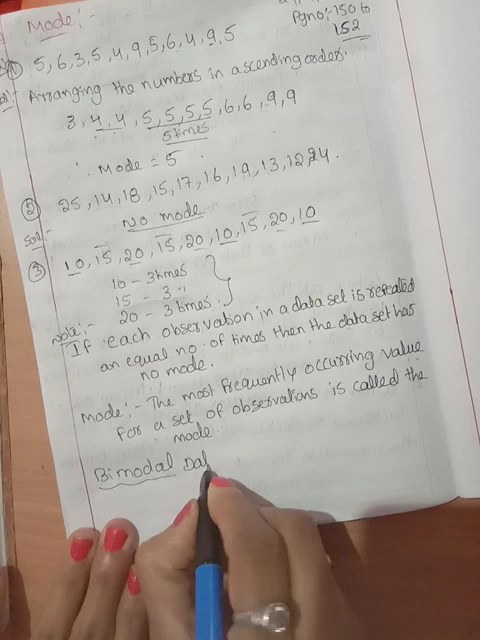 Pg no:- 150 to
152
Mode:-
① 5, 6, 3, 5, 4, 9, 5, 6, 4, 9, 5
Arranging the numbers in ascending order.
3, 4, 4, 5, 5, 5, 5, 6, 6, 9, 9
5 times
∴ Mode = 5
② 25, 14, 18, 15, 17, 16, 19, 13, 12, 24.
Sol:- No mode
③ 10, 15, 20, 15, 20, 10, 15, 20, 10
10 - 3 times
15 - 3 "
20 - 3 times.
Note:-
If each observation in a data set is repeated
an equal no. of times then the data set has
no mode.
Mode:- The most frequently occurring value
for a set of observations is called the
mode.
Bimodal Dat